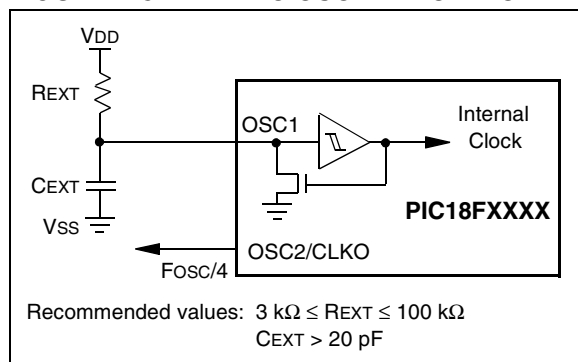 VDD
REXT
OSC1
Internal
Clock
CEXT
PIC18FXXXX
VSS
OSC2/CLKO
FOSC/4
Recommended values: 3 kΩ ≤ REXT ≤ 100 kΩ
CEXT > 20 pF